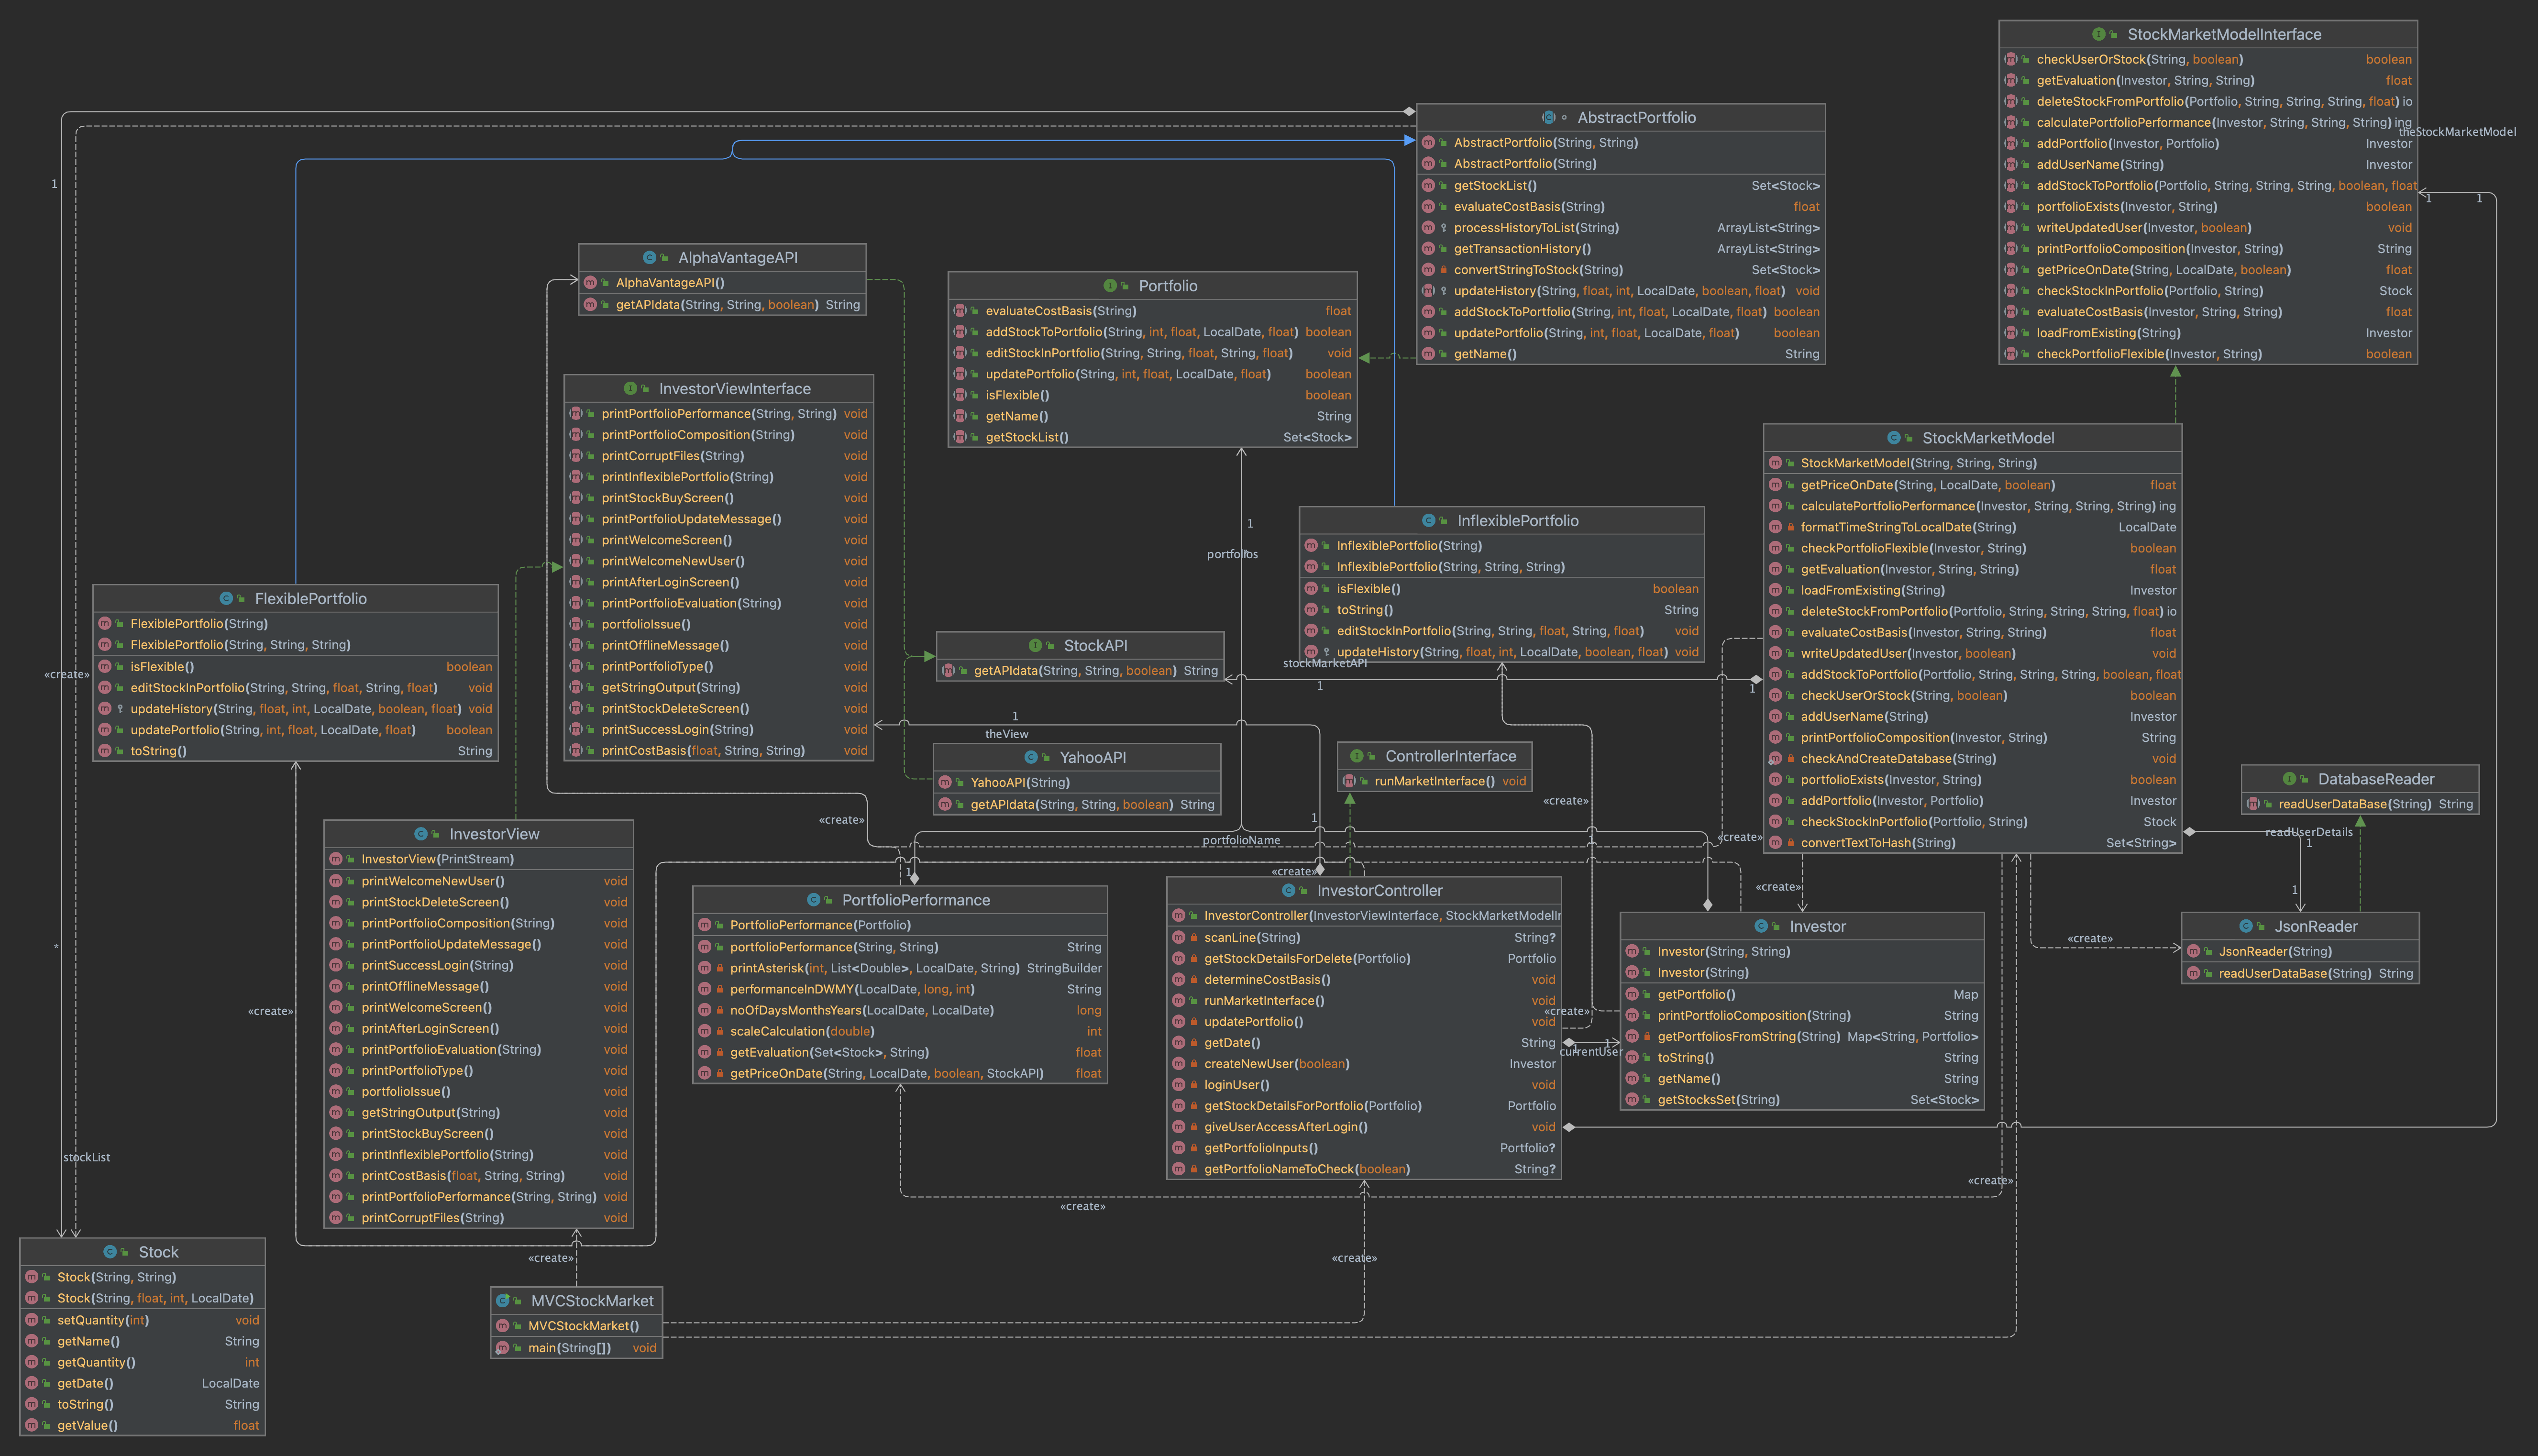 StockMarketModelInterface
checkUserOrStock(String, boolean) boolean
getEvaluation(Investor, String, String) float
deleteStockFromPortfolio(Portfolio, String, String, String, float) io
calculatePortfolioPerformance(Investor, String, String, String) ing
theStockMarketModel
addPortfolio(Investor, Portfolio) Investor
addUserName(String) Investor
addStockToPortfolio(Portfolio, String, String, String, boolean, float
portfolioExists(Investor, String) boolean
writeUpdatedUser(Investor, boolean) void
printPortfolioComposition(Investor, String) String
getPriceOnDate(String, LocalDate, boolean) float
checkStockInPortfolio(Portfolio, String) Stock
evaluateCostBasis(Investor, String, String) float
loadFromExisting(String) Investor
checkPortfolioFlexible(Investor, String) boolean
1
1
AbstractPortfolio
AbstractPortfolio(String, String)
AbstractPortfolio(String)
getStockList() Set<Stock>
evaluateCostBasis(String) float
processHistoryToList(String) ArrayList<String>
getTransactionHistory() ArrayList<String>
convertStringToStock(String) Set<Stock>
updateHistory(String, float, int, LocalDate, boolean, float) void
addStockToPortfolio(String, int, float, LocalDate, float) boolean
updatePortfolio(String, int, float, LocalDate, float) boolean
getName() String
1
AlphaVantageAPI
AlphaVantageAPI()
getAPIdata(String, String, boolean) String
Portfolio
evaluateCostBasis(String) float
addStockToPortfolio(String, int, float, LocalDate, float) boolean
editStockInPortfolio(String, String, float, String, float) void
updatePortfolio(String, int, float, LocalDate, float) boolean
isFlexible() boolean
getName() String
getStockList() Set<Stock>
InvestorViewInterface
printPortfolioPerformance(String, String) void
printPortfolioComposition(String) void
printCorruptFiles(String) void
printInflexiblePortfolio(String) void
printStockBuyScreen() void
printPortfolioUpdateMessage() void
printWelcomeScreen() void
printWelcomeNewUser() void
printAfterLoginScreen() void
printPortfolioEvaluation(String) void
portfolioIssue() void
printOfflineMessage() void
printPortfolioType() void
getStringOutput(String) void
printStockDeleteScreen() void
printSuccessLogin(String) void
printCostBasis(float, String, String) void
StockMarketModel
StockMarketModel(String, String, String)
getPriceOnDate(String, LocalDate, boolean) float
calculatePortfolioPerformance(Investor, String, String, String) ing
formatTimeStringToLocalDate(String) LocalDate
checkPortfolioFlexible(Investor, String) boolean
getEvaluation(Investor, String, String) float
loadFromExisting(String) Investor
deleteStockFromPortfolio(Portfolio, String, String, String, float) io
evaluateCostBasis(Investor, String, String) float
writeUpdatedUser(Investor, boolean) void
addStockToPortfolio(Portfolio, String, String, String, boolean, float
checkUserOrStock(String, boolean) boolean
addUserName(String) Investor
printPortfolioComposition(Investor, String) String
checkAndCreateDatabase(String) void
portfolioExists(Investor, String) boolean
addPortfolio(Investor, Portfolio) Investor
checkStockInPortfolio(Portfolio, String) Stock
convertTextToHash(String) Set<String>
InflexiblePortfolio
InflexiblePortfolio(String)
InflexiblePortfolio(String, String, String)
isFlexible() boolean
toString() String
editStockInPortfolio(String, String, float, String, float) void
updateHistory(String, float, int, LocalDate, boolean, float) void
1
portfolios
stockMarketAPI
1
1
FlexiblePortfolio
FlexiblePortfolio(String)
FlexiblePortfolio(String, String, String)
isFlexible() boolean
editStockInPortfolio(String, String, float, String, float) void
updateHistory(String, float, int, LocalDate, boolean, float) void
updatePortfolio(String, int, float, LocalDate, float) boolean
toString() String
«create»
StockAPI
getAPIdata(String, String, boolean) String
1
theView
YahooAPI
YahooAPI(String)
getAPIdata(String, String, boolean) String
ControllerInterface
runMarketInterface() void
DatabaseReader
readUserDataBase(String) String
«create»
«create»
1
1
«create»
portfolioName
readUserDetails
1
1
InvestorView
InvestorView(PrintStream)
printWelcomeNewUser() void
printStockDeleteScreen() void
printPortfolioComposition(String) void
printPortfolioUpdateMessage() void
printSuccessLogin(String) void
printOfflineMessage() void
printWelcomeScreen() void
printAfterLoginScreen() void
printPortfolioEvaluation(String) void
printPortfolioType() void
portfolioIssue() void
getStringOutput(String) void
printStockBuyScreen() void
printInflexiblePortfolio(String) void
printCostBasis(float, String, String) void
printPortfolioPerformance(String, String) void
printCorruptFiles(String) void
1
«create»
«create»
PortfolioPerformance
PortfolioPerformance(Portfolio)
portfolioPerformance(String, String) String
printAsterisk(int, List<Double>, LocalDate, String) StringBuilder
performanceInDWMY(LocalDate, long, int) String
noOfDaysMonthsYears(LocalDate, LocalDate) long
scaleCalculation(double) int
getEvaluation(Set<Stock>, String) float
getPriceOnDate(String, LocalDate, boolean, StockAPI) float
InvestorController
InvestorController(InvestorViewInterface, StockMarketModelIr
scanLine(String) String?
getStockDetailsForDelete(Portfolio) Portfolio
determineCostBasis() void
runMarketInterface() void
updatePortfolio() void
getDate() String
createNewUser(boolean) Investor
loginUser() void
getStockDetailsForPortfolio(Portfolio) Portfolio
giveUserAccessAfterLogin() void
getPortfolioInputs() Portfolio?
getPortfolioNameToCheck(boolean) String?
«create»
currentUser
1
1
Investor
Investor(String, String)
Investor(String)
getPortfolio() Map
printPortfolioComposition(String) String
getPortfoliosFromString(String) Map<String, Portfolio>
toString() String
getName() String
getStocksSet(String) Set<Stock>
«create»
JsonReader
JsonReader(String)
readUserDataBase(String) String
*
«create»
stockList
«create»
«create»
«create»
«create»
Stock
Stock(String, String)
Stock(String, float, int, LocalDate)
setQuantity(int) void
getName() String
getQuantity() int
getDate() LocalDate
toString() String
getValue() float
MVCStockMarket
MVCStockMarket()
main(String[]) void